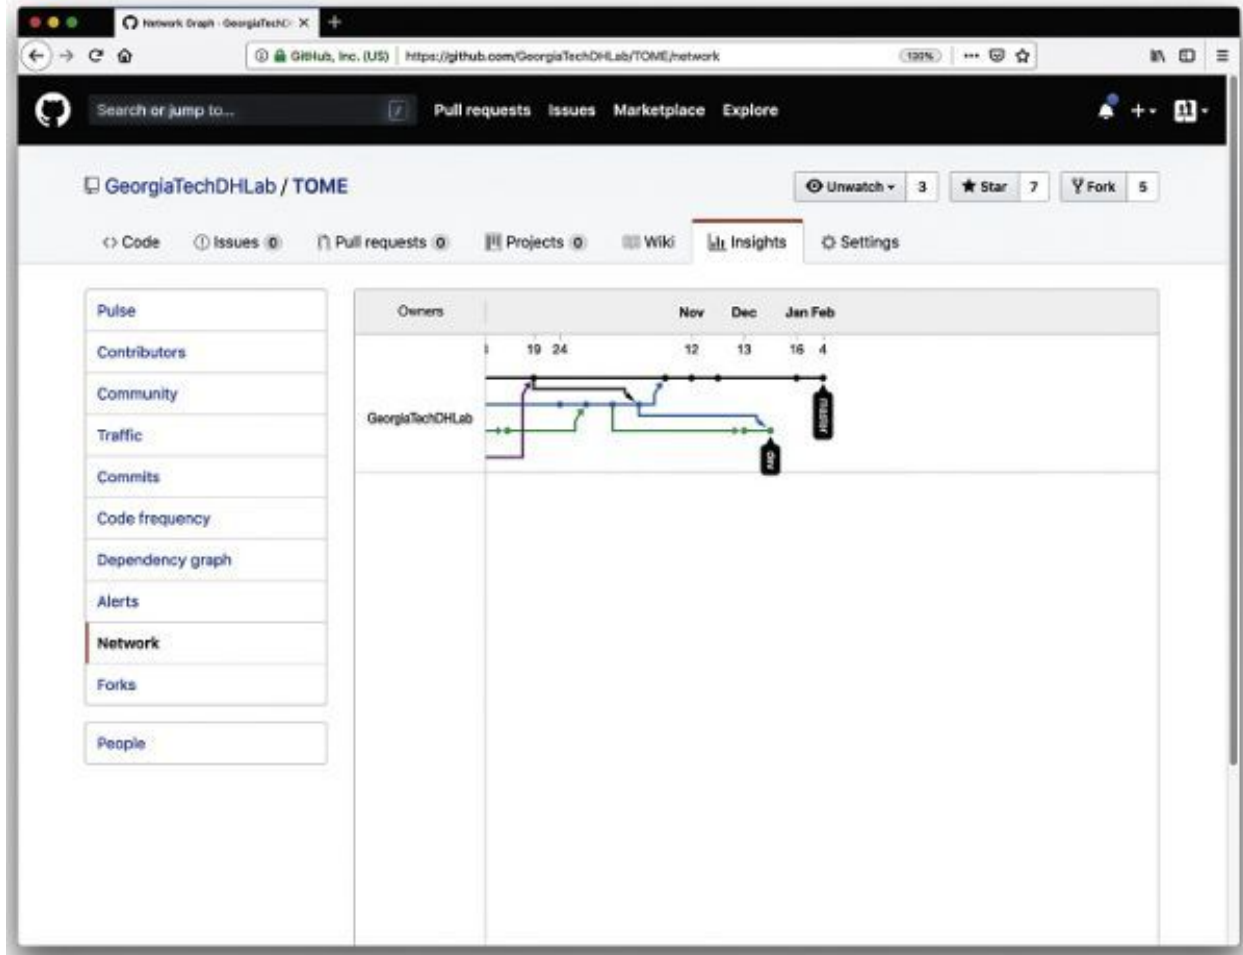 Network Graph · GeorgiaTechD
GitHub, Inc. (US) https://github.com/GeorgiaTechDHLab/TOME/network 130%
Search or jump to... / Pull requests Issues Marketplace Explore
GeorgiaTechDHLab / TOME Unwatch 3 Star 7 Fork 5
Code Issues 0 Pull requests 0 Projects 0 Wiki Insights Settings
Pulse
Contributors
Community
Traffic
Commits
Code frequency
Dependency graph
Alerts
Network
Forks
People
Owners Nov Dec Jan Feb
19 24 12 13 16 4
GeorgiaTechDHLab
master
dev